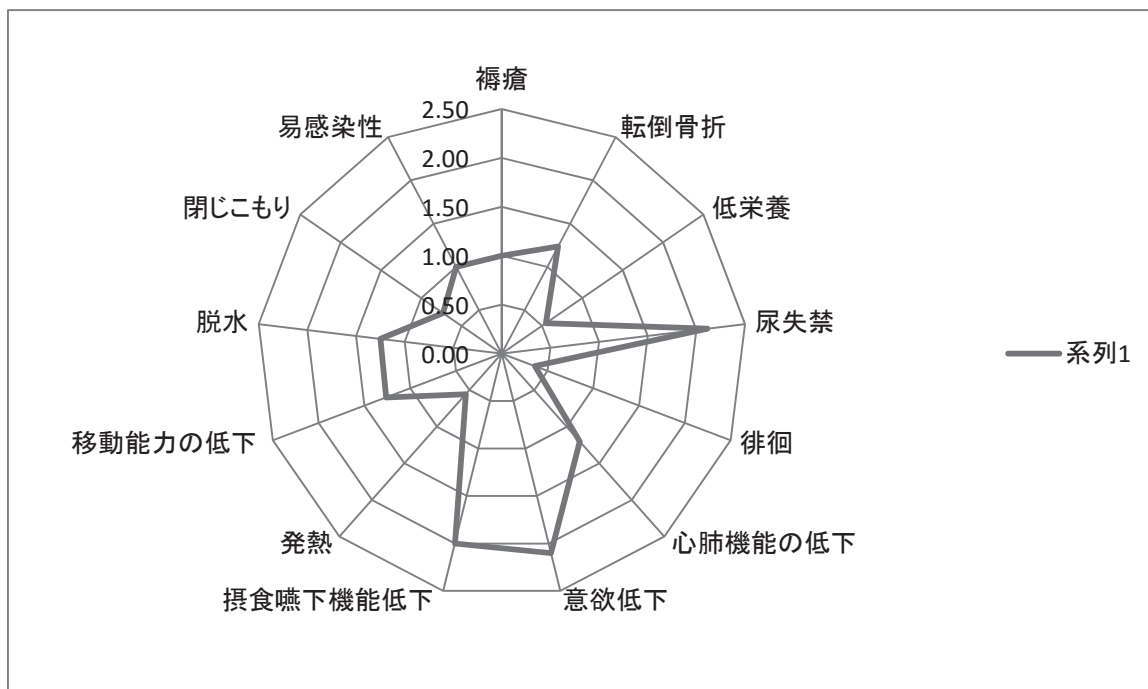 褥瘡
転倒骨折
低栄養
尿失禁
徘徊
心肺機能の低下
意欲低下
摂食嚥下機能低下
発熱
移動能力の低下
脱水
閉じこもり
易感染性
2.50
2.00
1.50
1.00
0.50
0.00
系列1